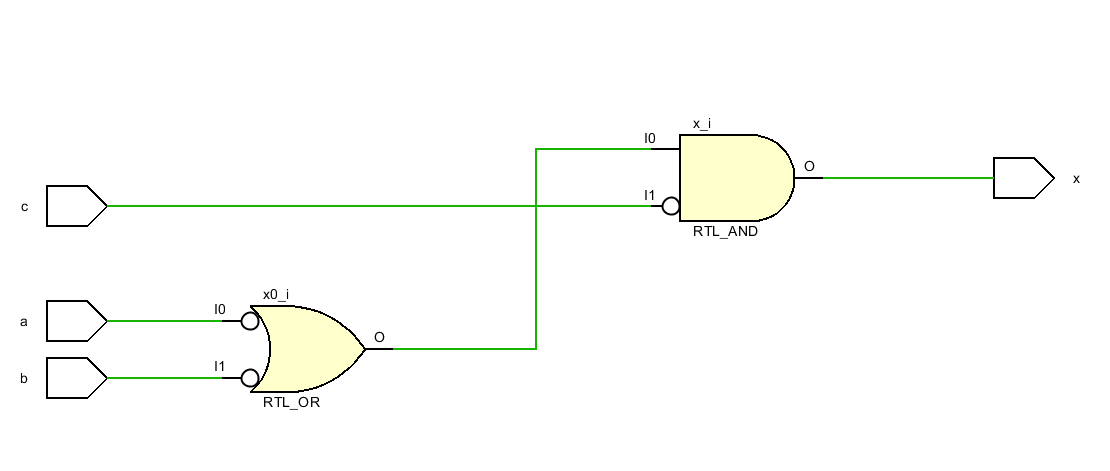 x_i
I0
O
x
c
I1
RTL_AND
x0_i
a
I0
O
b
I1
RTL_OR